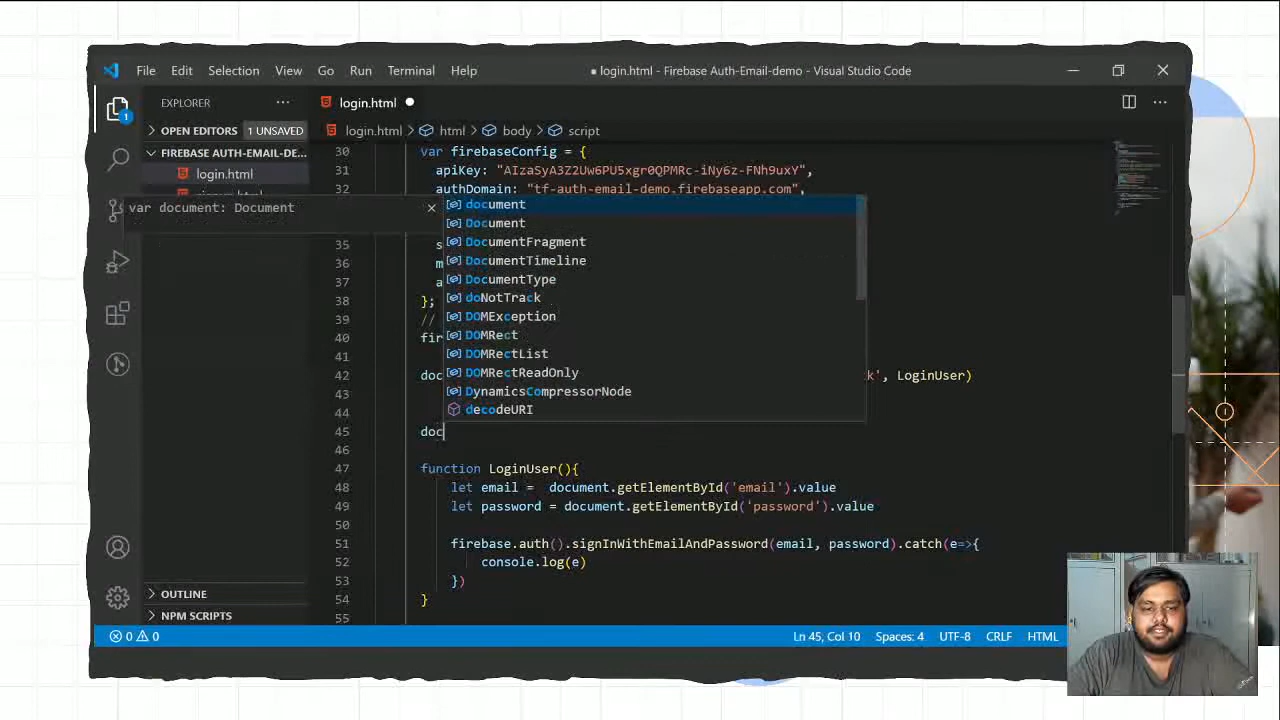 File Edit Selection View Go Run Terminal Help
● login.html - Firebase Auth-Email-demo - Visual Studio Code
EXPLORER ...
login.html ●
OPEN EDITORS 1 UNSAVED
login.html > html > body > script
FIREBASE AUTH-EMAIL-DE...
login.html
1
30 var firebaseConfig = {
31 apiKey: "AIzaSyA3Z2Uw6PU5xgr0QPMRc-iNy6z-FNh9uxY",
32 authDomain: "tf-auth-email-demo.firebaseapp.com",
var document: Document
document
Document
DocumentFragment
DocumentTimeline
DocumentType
doNotTrack
DOMException
DOMRect
DOMRectList
DOMRectReadOnly
DynamicsCompressorNode
decodeURI
35 s
36 m
37 a
38 };
39 //
40 fir
41
42 doc k', LoginUser)
43
44
45 doc
46
47 function LoginUser(){
48 let email = document.getElementById('email').value
49 let password = document.getElementById('password').value
50
51 firebase.auth().signInWithEmailAndPassword(email, password).catch(e=>{
52 console.log(e)
53 })
54 }
55
OUTLINE
NPM SCRIPTS
0 0
Ln 45, Col 10 Spaces: 4 UTF-8 CRLF HTML